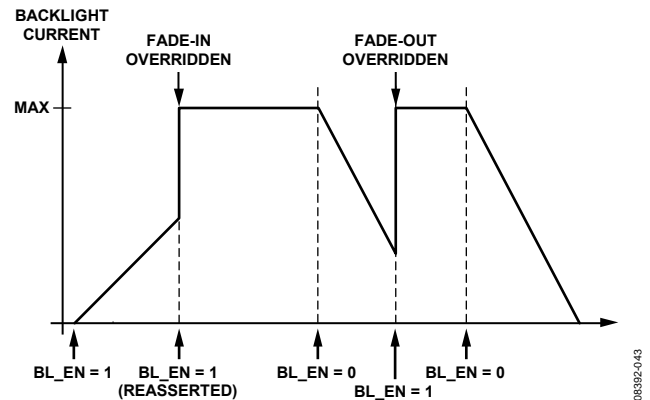 BACKLIGHT
CURRENT
FADE-IN
OVERRIDDEN
FADE-OUT
OVERRIDDEN
MAX
BL_EN = 1
BL_EN = 1
(REASSERTED)
BL_EN = 0
BL_EN = 1
BL_EN = 0
08392-043